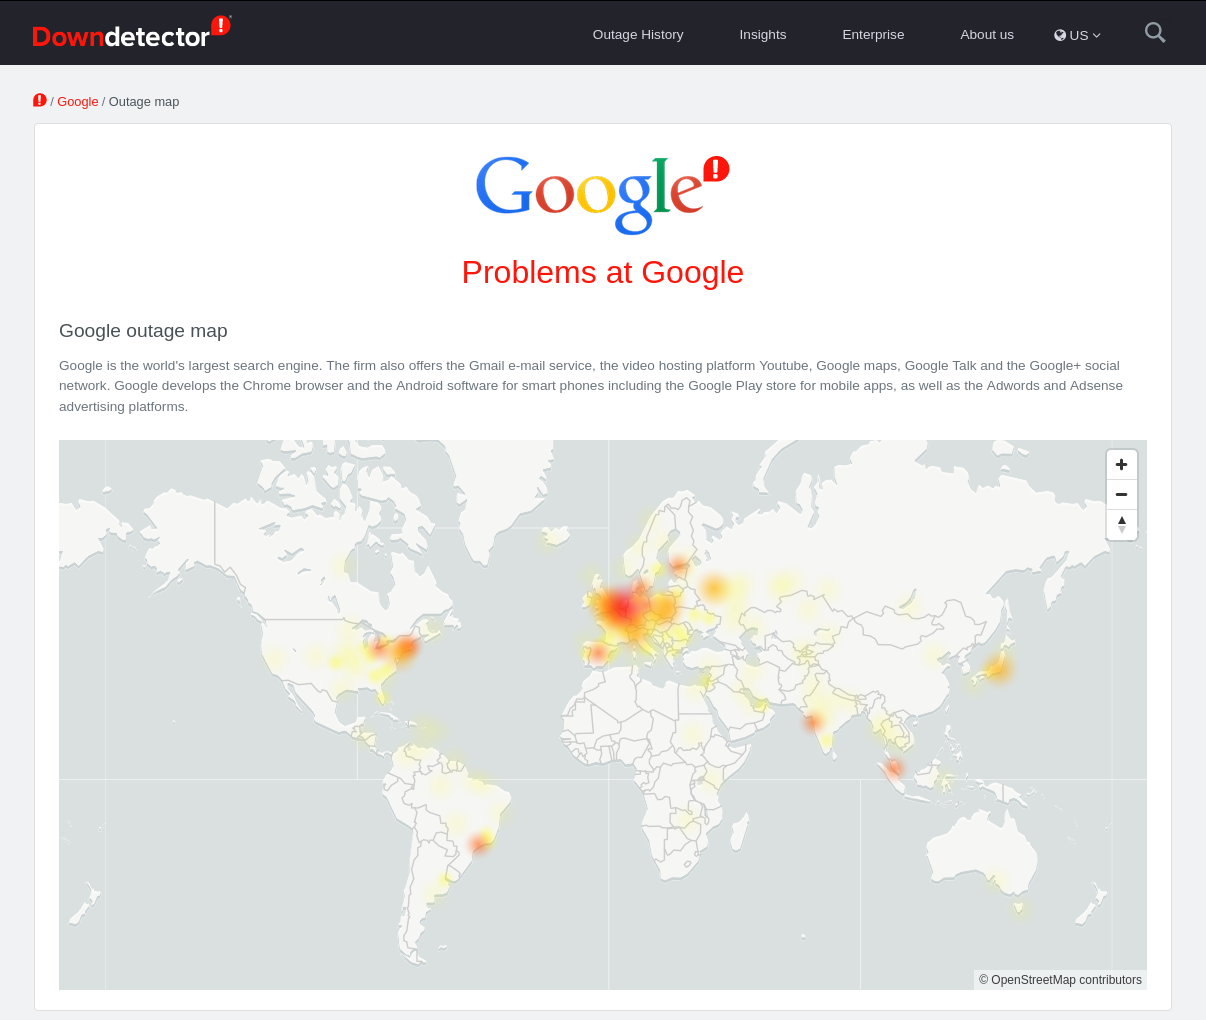 Downdetector
Outage History Insights Enterprise About us US
/ Google / Outage map
Google
Problems at Google
Google outage map
Google is the world's largest search engine. The firm also offers the Gmail e-mail service, the video hosting platform Youtube, Google maps, Google Talk and the Google+ social
network. Google develops the Chrome browser and the Android software for smart phones including the Google Play store for mobile apps, as well as the Adwords and Adsense
advertising platforms.
© OpenStreetMap contributors